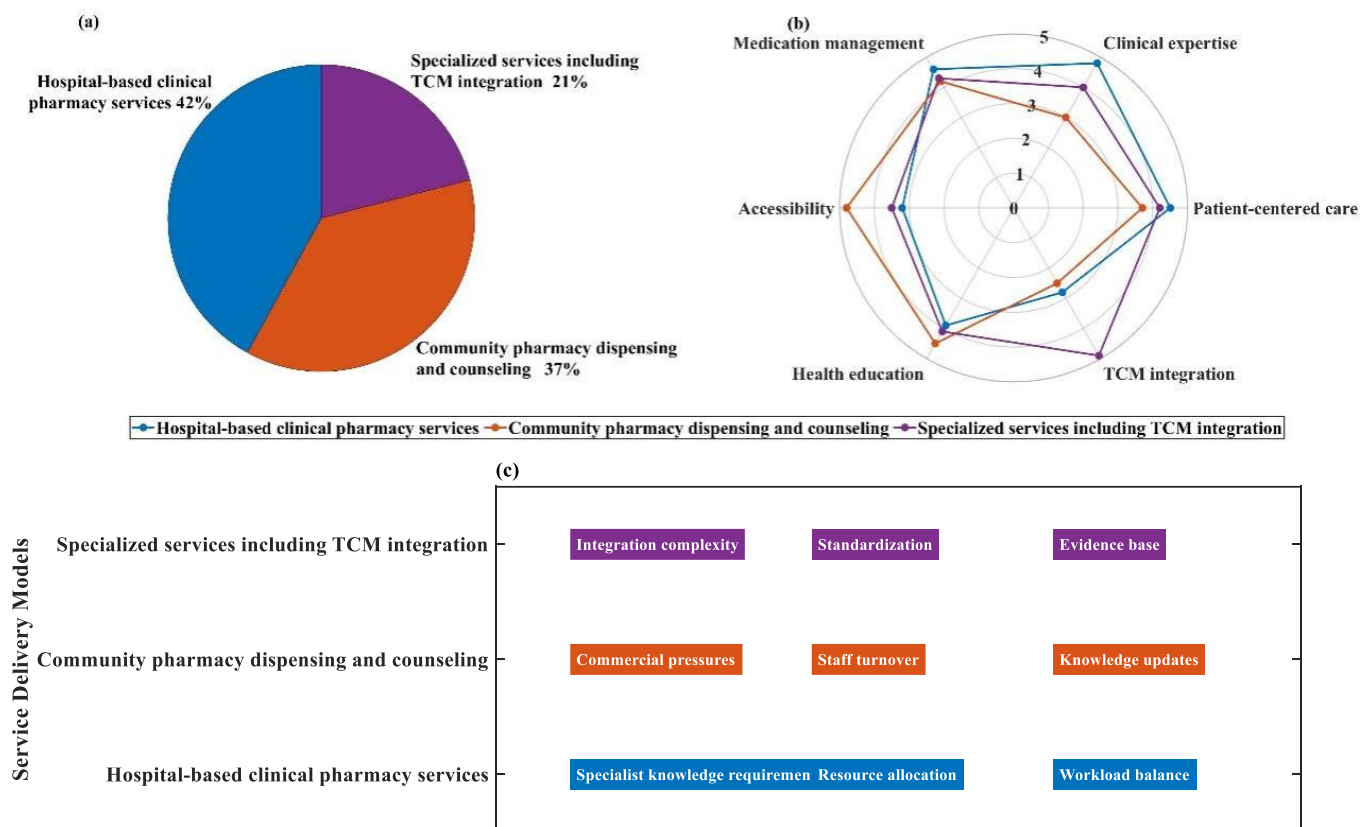 (a)
Hospital-based clinical
pharmacy services 42%
Specialized services including
TCM integration 21%
Community pharmacy dispensing
and counseling 37%
(b)
Medication management
Clinical expertise
Accessibility
Patient-centered care
Health education
TCM integration
5
4
3
2
1
0
Hospital-based clinical pharmacy services
Community pharmacy dispensing and counseling
Specialized services including TCM integration
(c)
Service Delivery Models
Specialized services including TCM integration
Integration complexity
Standardization
Evidence base
Community pharmacy dispensing and counseling
Commercial pressures
Staff turnover
Knowledge updates
Hospital-based clinical pharmacy services
Specialist knowledge requiremen
Resource allocation
Workload balance